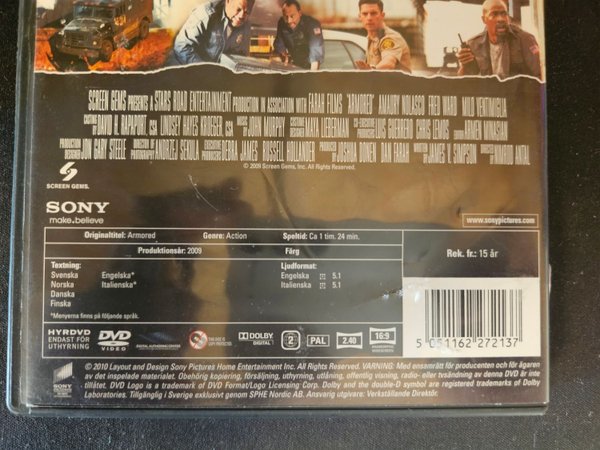 SCREEN GEMS PRESENTS A STARS ROAD ENTERTAINMENT PRODUCTION IN ASSOCIATION WITH FARAH FILMS "ARMORED" AMAURY NOLASCO FRED WARD MILO VENTIMIGLIA
CASTING BY DAVID L. RAPAPORT, CSA LINDSEY HAYES KROEGER, CSA MUSIC BY JOHN MURPHY COSTUME DESIGNER MAYA LIEBERMAN CO-EXECUTIVE PRODUCERS LUIS GUERRERO CHRIS LEMOS EDITOR ARMEN MINASIAN
PRODUCTION DESIGNER JON GARY STEELE DIRECTOR OF PHOTOGRAPHY ANDRZEJ SEKULA EXECUTIVE PRODUCERS DEBRA JAMES RUSSELL HOLLANDER PRODUCED BY JOSHUA DONEN DAN FARAH WRITTEN BY JAMES V. SIMPSON DIRECTED BY NIMRÓD ANTAL
© 2009 Screen Gems, Inc. All Rights Reserved.
SCREEN GEMS.
SONY
make.believe
www.sonypictures.com
Originaltitel: Armored Genre: Action Speltid: Ca 1 tim. 24 min.
Produktionsår: 2009 Färg
Rek. fr.: 15 år
Textning: Ljudformat:
Svenska Engelska* Engelska 5.1
Norska Italienska* Italienska 5.1
Danska
Finska
*Menyerna finns på följande språk.
HYRDVD
ENDAST FÖR
UTHYRNING
DVD
VIDEO
DIGITAL AUTHORING CENTER
DOLBY
DIGITAL
2
PAL
2.40
16:9
5 051162 272137
© 2010 Layout and Design Sony Pictures Home Entertainment Inc. All Rights Reserved. WARNING: Med ensamrätt för producenten och för ägaren
av det inspelade materialet. Obehörig kopiering, försäljning, uthyrning, utlåning, offentlig visning, radio- eller tv-sändning av denna DVD är inte
tillåtet. DVD Logo is a trademark of DVD Format/Logo Licensing Corp. Dolby and the double-D symbol are registered trademarks of Dolby
Laboratories. Tillgänglig i Sverige exklusivt genom SPHE Nordic AB. Ansvarig utgivare: Verkställande Direktör.
SONY